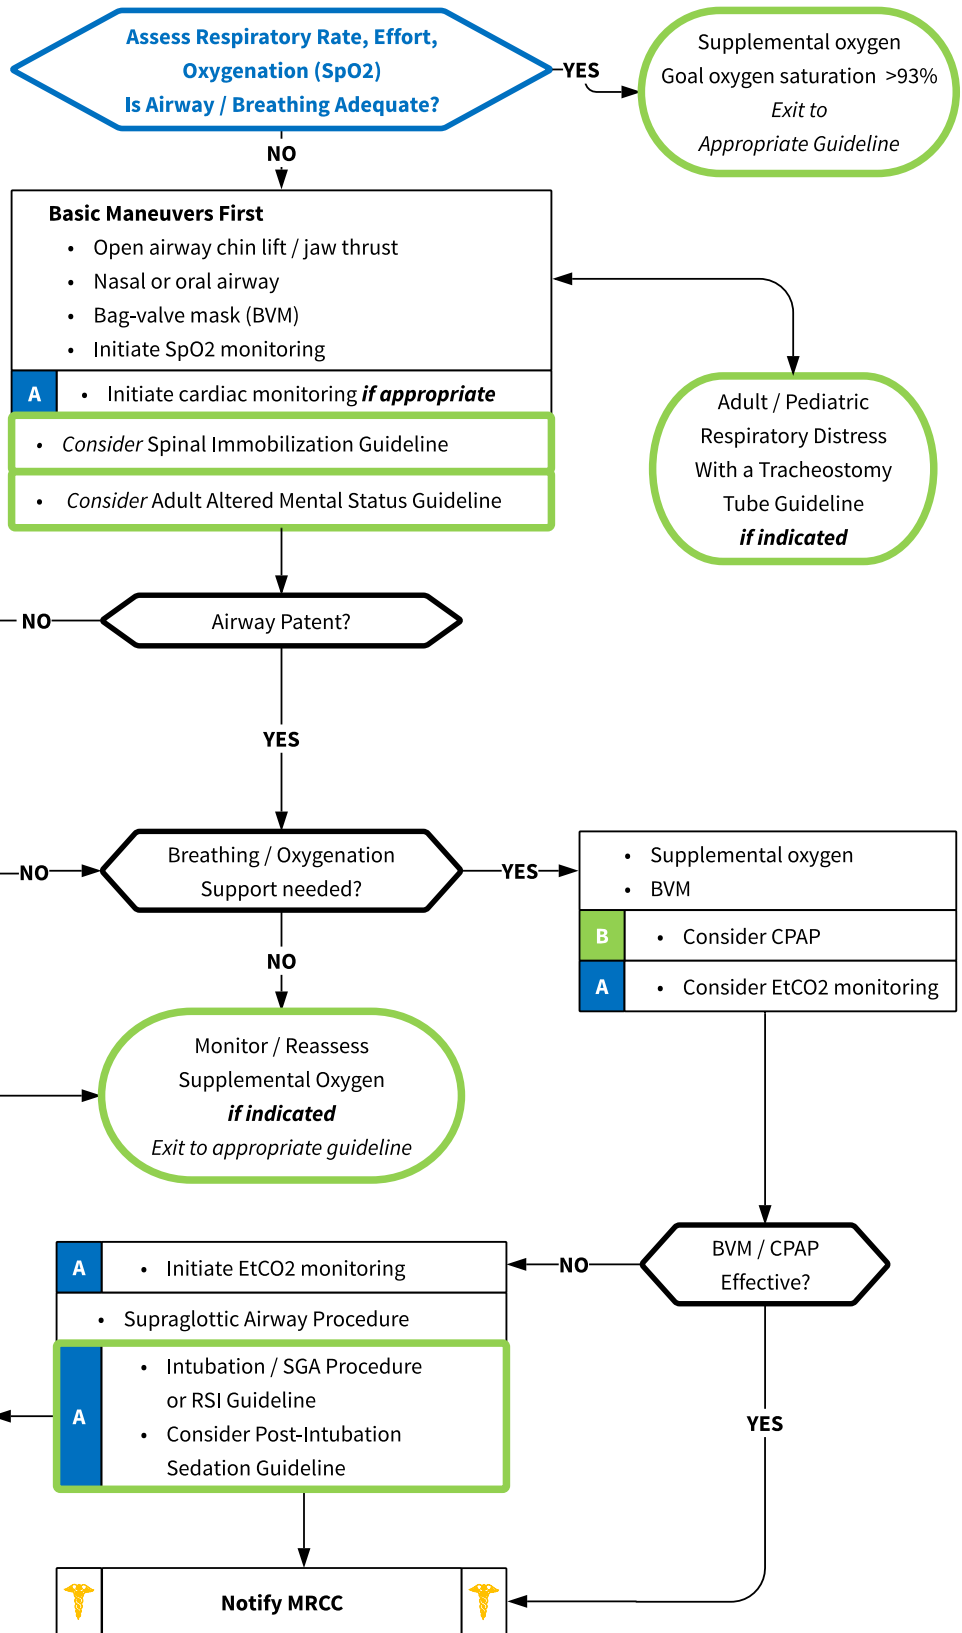 Assess Respiratory Rate, Effort,
Oxygenation (SpO2)
Is Airway / Breathing Adequate?
YES
Supplemental oxygen
Goal oxygen saturation >93%
Exit to
Appropriate Guideline
NO
Basic Maneuvers First
• Open airway chin lift / jaw thrust
• Nasal or oral airway
• Bag-valve mask (BVM)
• Initiate SpO2 monitoring
A • Initiate cardiac monitoring if appropriate
• Consider Spinal Immobilization Guideline
• Consider Adult Altered Mental Status Guideline
Adult / Pediatric
Respiratory Distress
With a Tracheostomy
Tube Guideline
if indicated
NO
Airway Patent?
YES
NO
Breathing / Oxygenation
Support needed?
YES
• Supplemental oxygen
• BVM
B • Consider CPAP
A • Consider EtCO2 monitoring
NO
Monitor / Reassess
Supplemental Oxygen
if indicated
Exit to appropriate guideline
BVM / CPAP
Effective?
NO
A • Initiate EtCO2 monitoring
• Supraglottic Airway Procedure
A • Intubation / SGA Procedure
or RSI Guideline
• Consider Post-Intubation
Sedation Guideline
YES
Notify MRCC